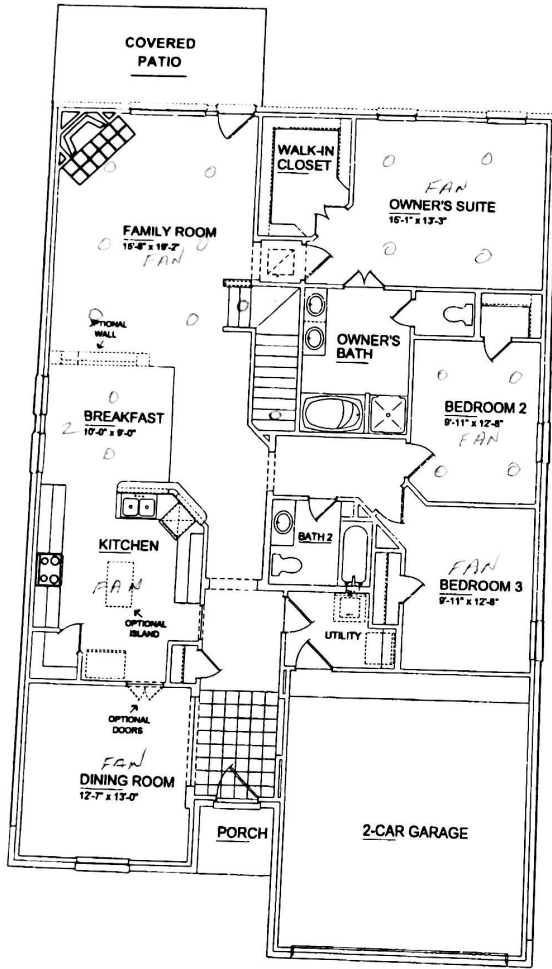 COVERED
PATIO
WALK-IN
CLOSET
FAN
OWNER'S SUITE
15'-1" x 13'-3"
FAMILY ROOM
15'-8" x 19'-2"
FAN
OPTIONAL
WALL
OWNER'S
BATH
BREAKFAST
10'-0" x 9'-0"
2
BEDROOM 2
9'-11" x 12'-8"
FAN
KITCHEN
FAN
OPTIONAL
ISLAND
BATH 2
FAN
BEDROOM 3
9'-11" x 12'-8"
UTILITY
OPTIONAL
DOORS
FAN
DINING ROOM
12'-7" x 13'-0"
PORCH
2-CAR GARAGE